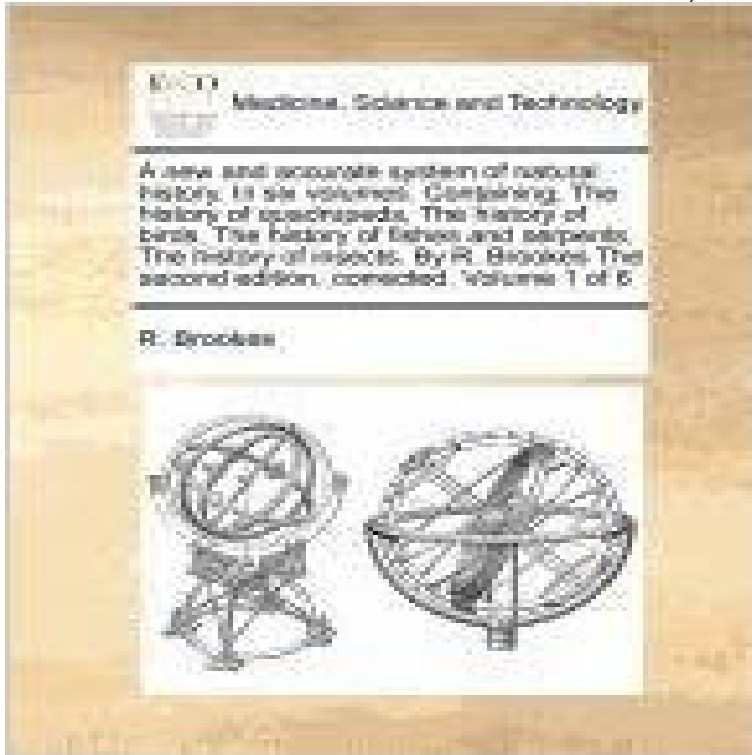 ECCO
Medicine, Science and Technology
A new and accurate system of natural
history. In six volumes. Containing, The
history of quadrupeds. The history of
birds. The history of fishes and serpents.
The history of insects. By R. Brookes The
second edition, corrected. Volume 1 of 6
R. Brookes